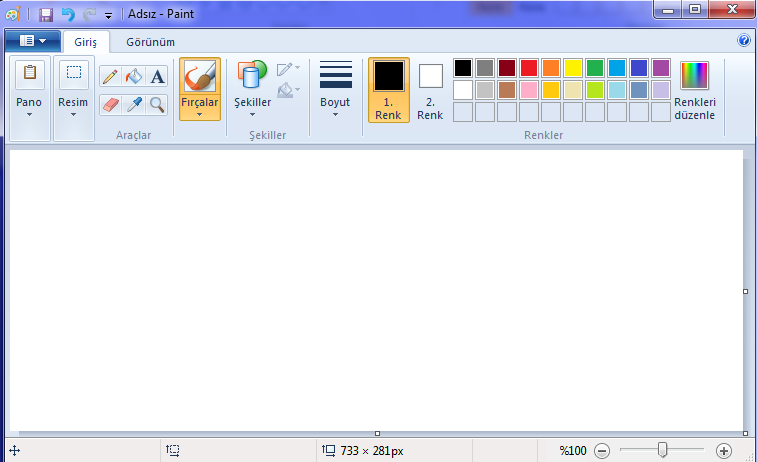 Adsız - Paint
Giriş
Görünüm
Pano
Resim
A
Araçlar
Fırçalar
Şekiller
Şekiller
Boyut
1.
Renk
2.
Renk
Renkler
Renkleri
düzenle
733 × 281px
%100